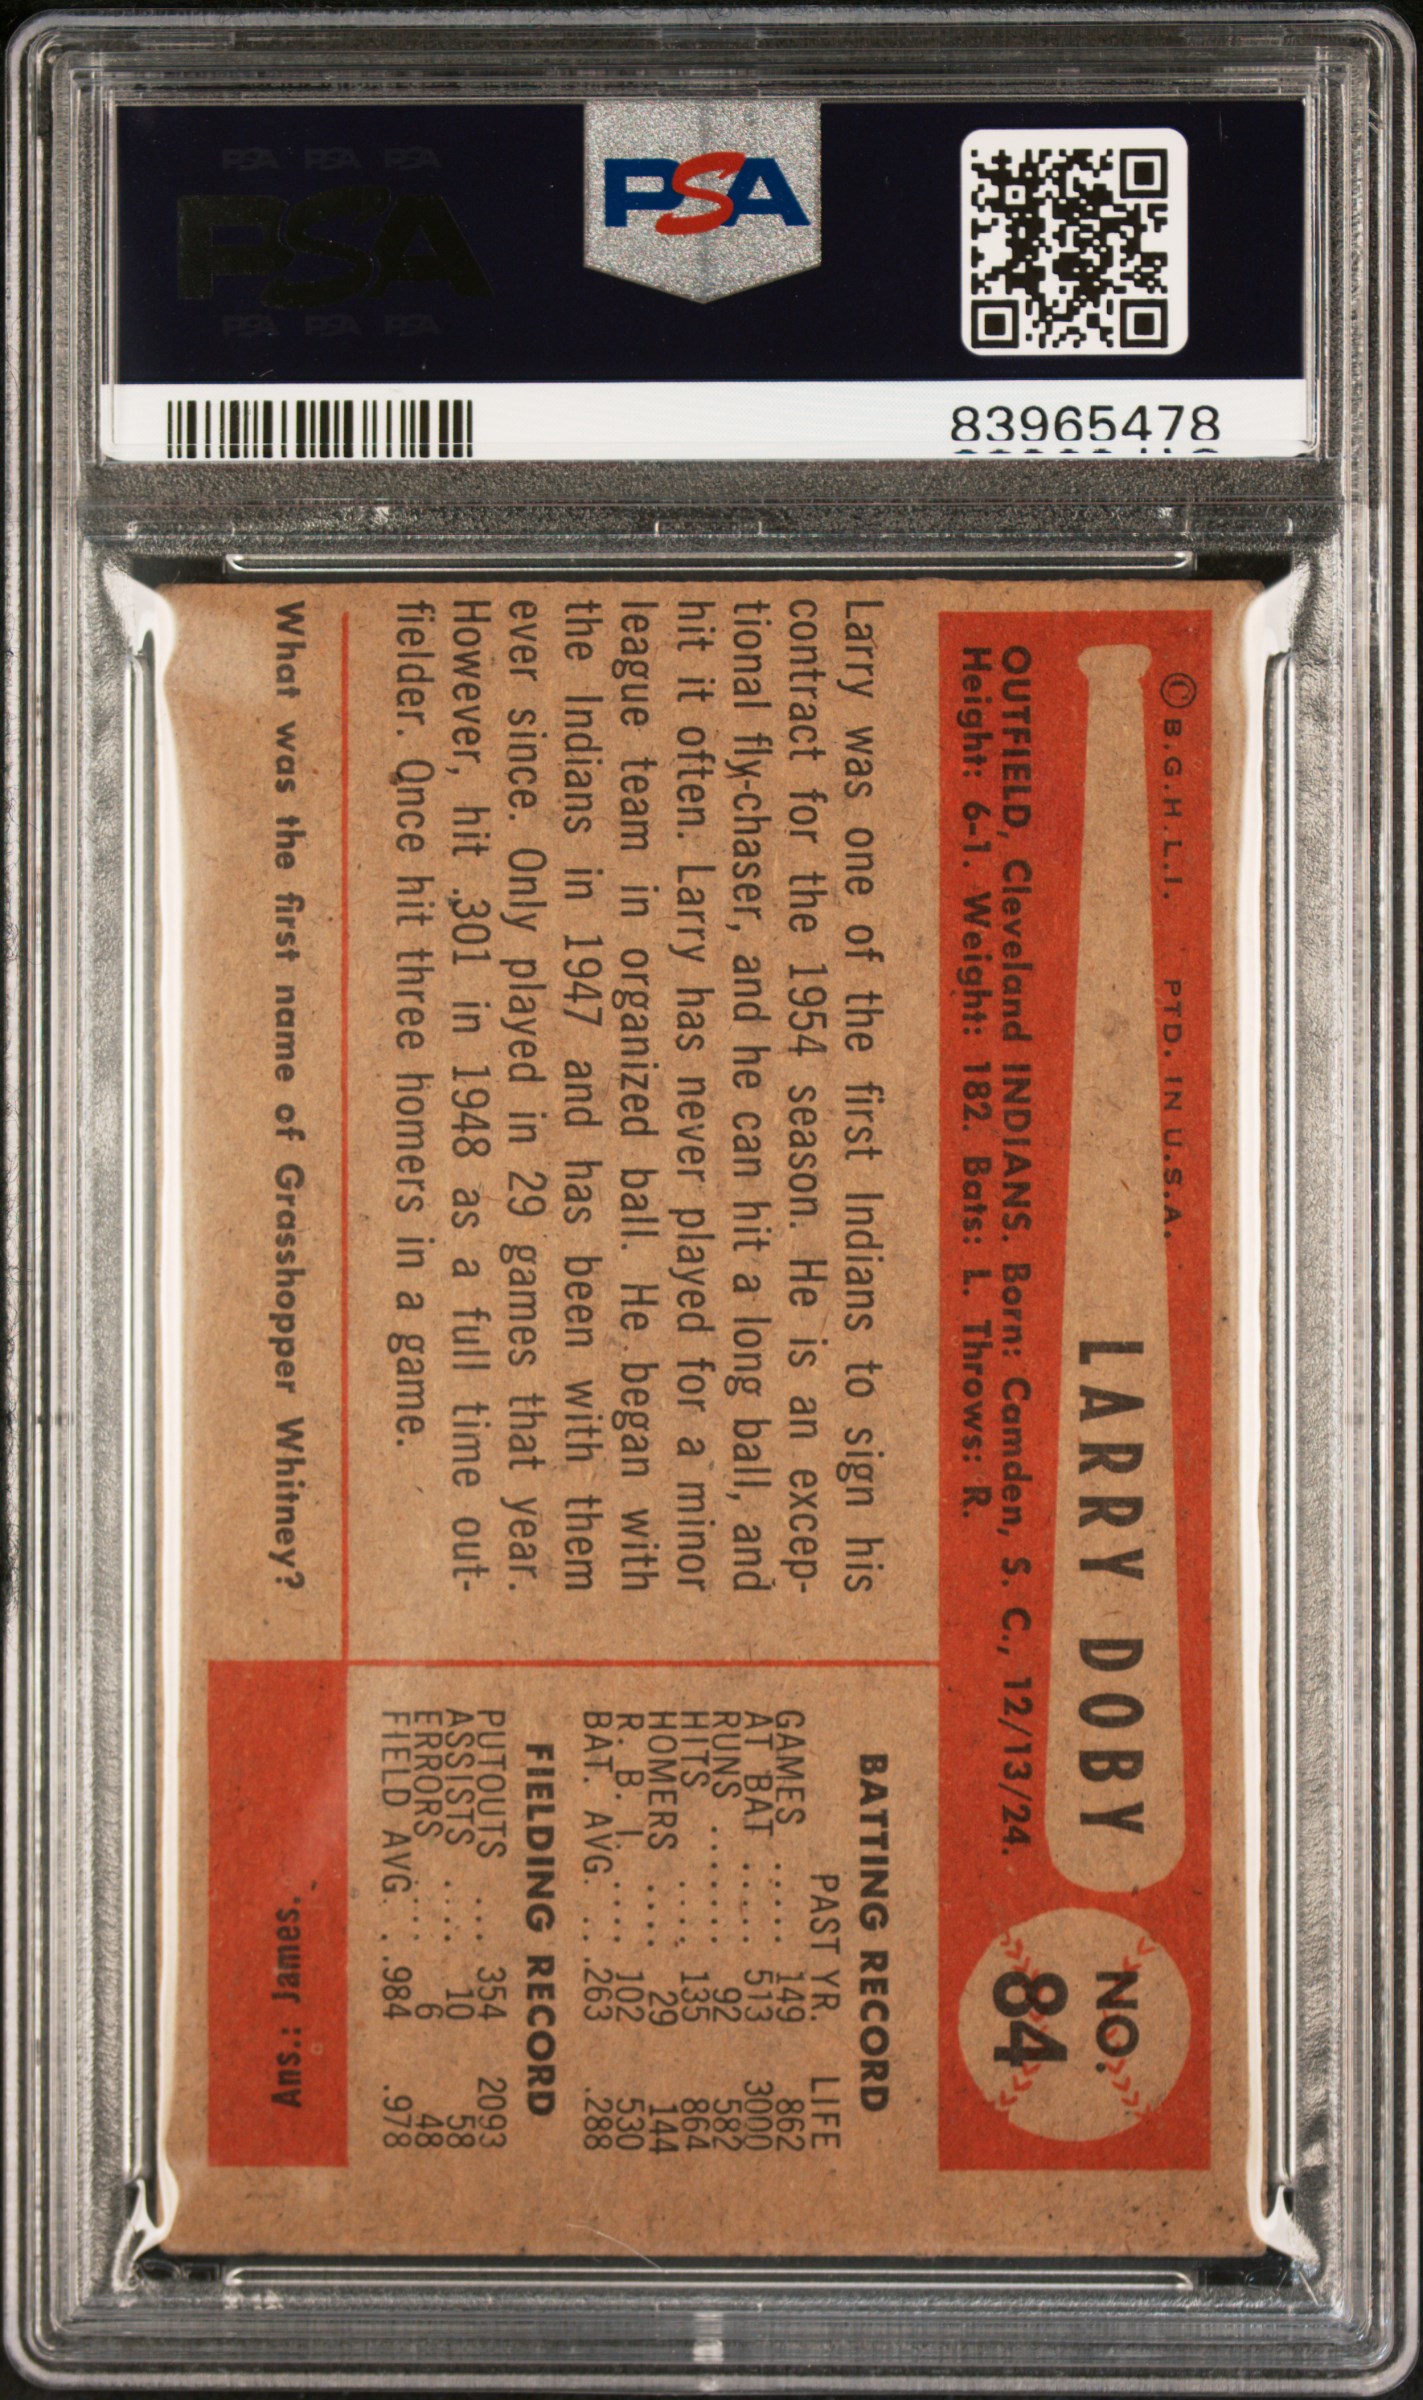 PSA PSA PSA
PSA
PSA PSA PSA
PSA
83965478
© B.G.H.L.I. PTD. IN U.S.A.
LARRY DOBY
NO.
84
OUTFIELD, Cleveland INDIANS. Born: Camden, S. C., 12/13/24.
Height: 6-1. Weight: 182. Bats: L. Throws: R.
Larry was one of the first Indians to sign his
contract for the 1954 season. He is an excep-
tional fly-chaser, and he can hit a long ball, and
hit it often. Larry has never played for a minor
league team in organized ball. He began with
the Indians in 1947 and has been with them
ever since. Only played in 29 games that year.
However, hit .301 in 1948 as a full time out-
fielder. Once hit three homers in a game.
BATTING RECORD
PAST YR. LIFE
GAMES ..... 149 862
AT BAT ..... 513 3000
RUNS ....... 92 582
HITS ..... 135 864
HOMERS .... 29 144
R. B. I. .... 102 530
BAT. AVG. .. .263 .288
FIELDING RECORD
PUTOUTS ... 354 2093
ASSISTS .... 10 58
ERRORS ... 6 48
FIELD AVG. . .984 .978
What was the first name of Grasshopper Whitney?
Ans.: James.